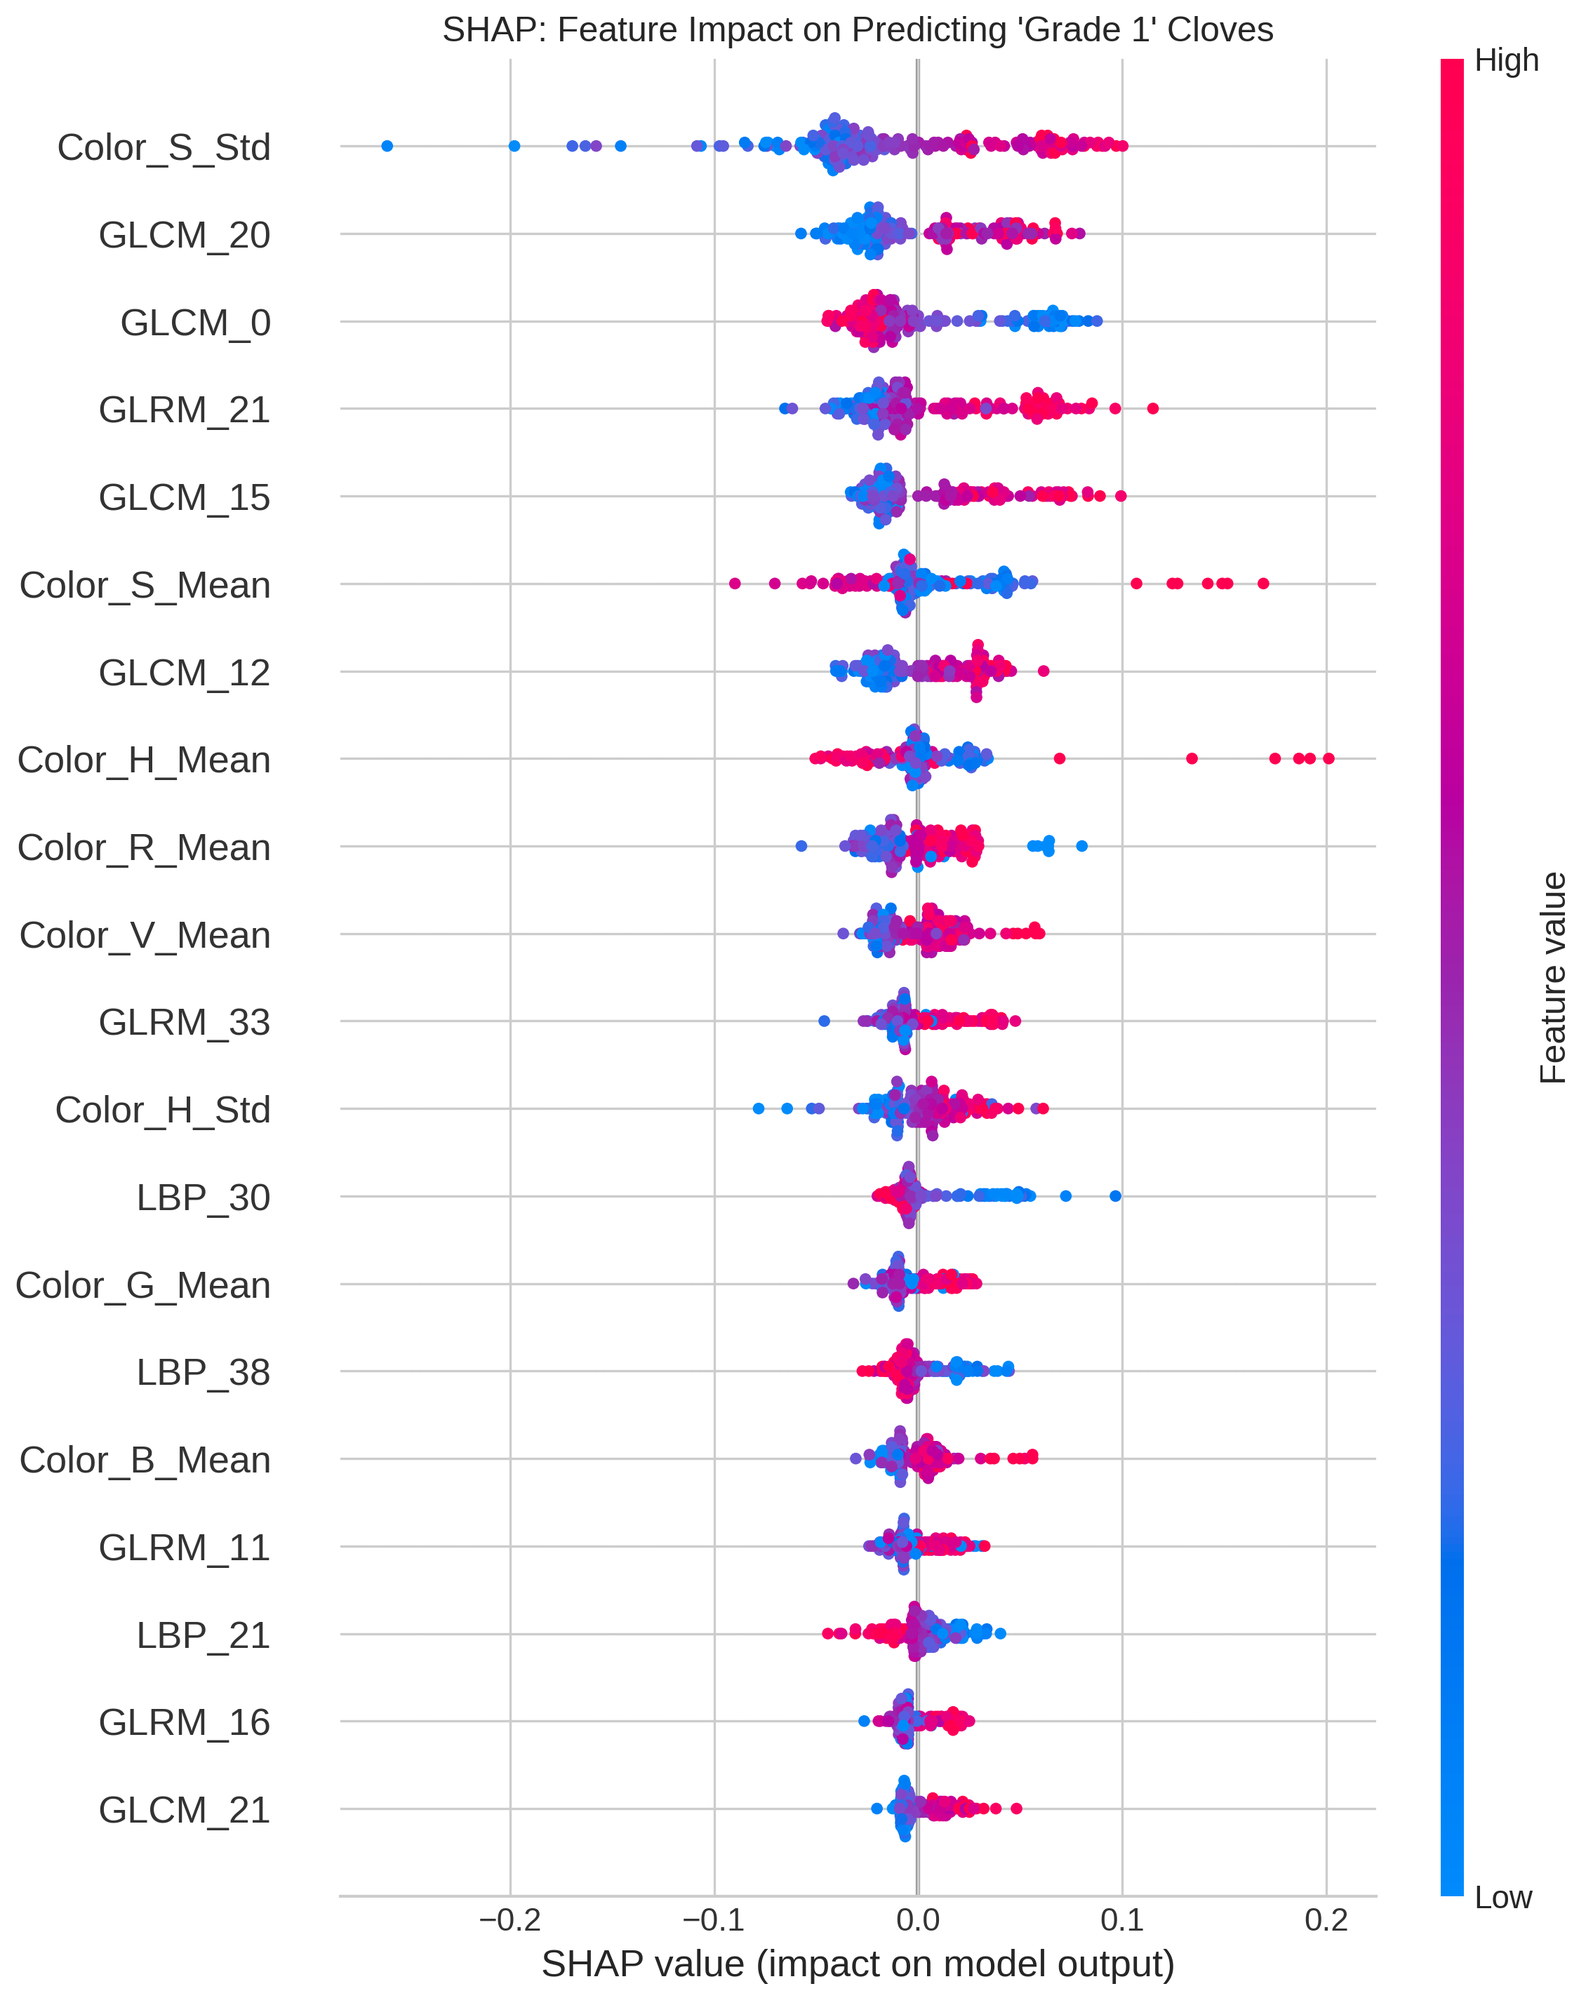 SHAP: Feature Impact on Predicting 'Grade 1' Cloves
High
Color_S_Std
GLCM_20
GLCM_0
GLRM_21
GLCM_15
Color_S_Mean
GLCM_12
Color_H_Mean
Color_R_Mean
Color_V_Mean
GLRM_33
Color_H_Std
LBP_30
Color_G_Mean
LBP_38
Color_B_Mean
GLRM_11
LBP_21
GLRM_16
GLCM_21
Feature value
Low
−0.2 −0.1 0.0 0.1 0.2
SHAP value (impact on model output)